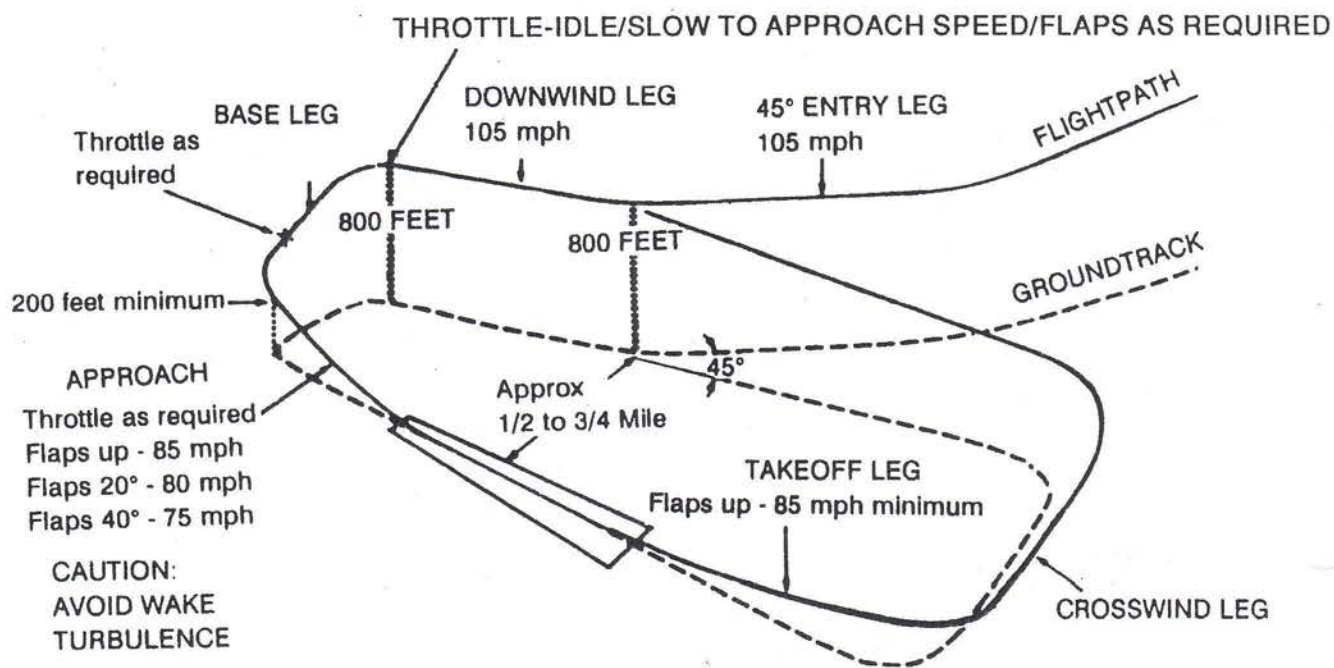 THROTTLE-IDLE/SLOW TO APPROACH SPEED/FLAPS AS REQUIRED
BASE LEG
DOWNWIND LEG
105 mph
45° ENTRY LEG
105 mph
FLIGHTPATH
Throttle as
required
800 FEET
800 FEET
GROUNDTRACK
200 feet minimum
45°
APPROACH
Throttle as required
Flaps up - 85 mph
Flaps 20° - 80 mph
Flaps 40° - 75 mph
Approx
1/2 to 3/4 Mile
TAKEOFF LEG
Flaps up - 85 mph minimum
CAUTION:
AVOID WAKE
TURBULENCE
CROSSWIND LEG